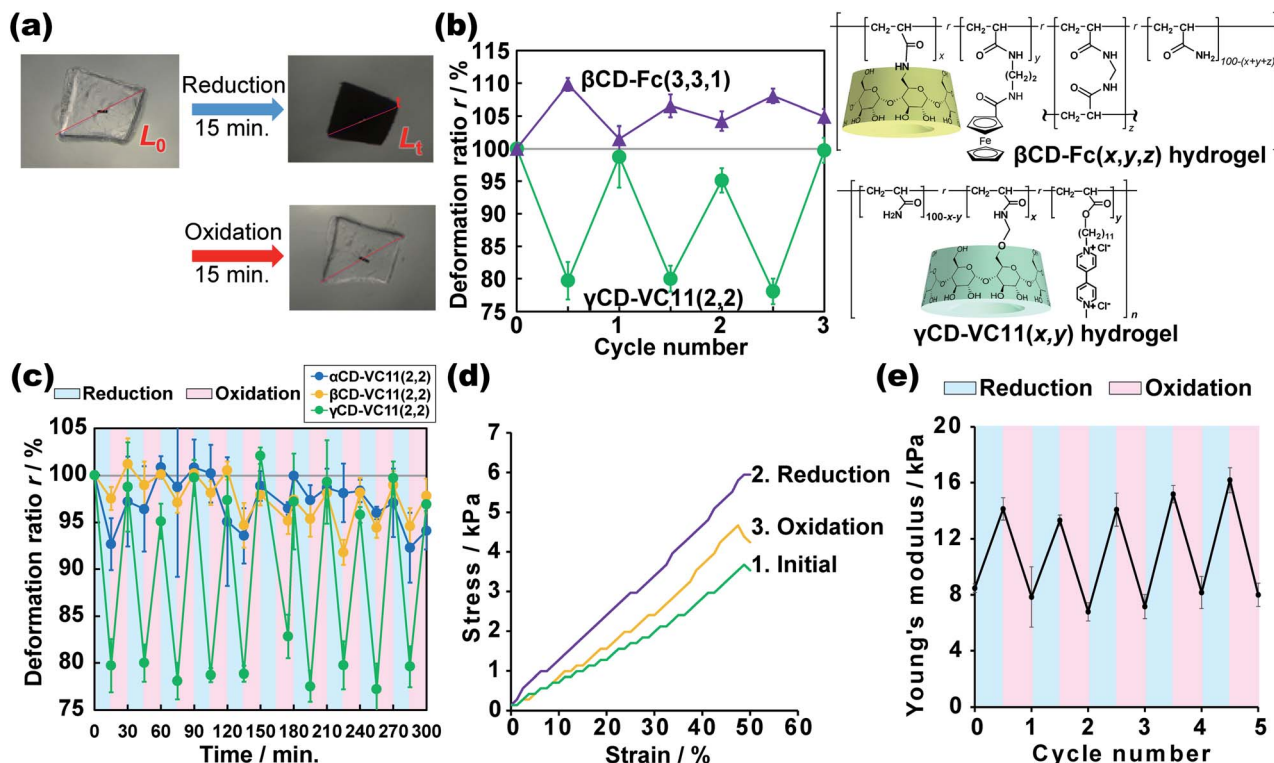 (a)
L0
Reduction
15 min.
Lt
Oxidation
15 min.
(b)
Deformation ratio r / %
115
110
105
100
95
90
85
80
75
βCD-Fc(3,3,1)
γCD-VC11(2,2)
0 1 2 3
Cycle number
βCD-Fc(x,y,z) hydrogel
γCD-VC11(x,y) hydrogel
(c)
Reduction Oxidation
αCD-VC11(2,2)
βCD-VC11(2,2)
γCD-VC11(2,2)
Deformation ratio r / %
105
100
95
90
85
80
75
0 30 60 90 120 150 180 210 240 270 300
Time / min.
(d)
Stress / kPa
7
6
5
4
3
2
1
0
2. Reduction
3. Oxidation
1. Initial
0 10 20 30 40 50 60
Strain / %
(e)
Reduction Oxidation
Young's modulus / kPa
20
16
12
8
4
0
0 1 2 3 4 5
Cycle number